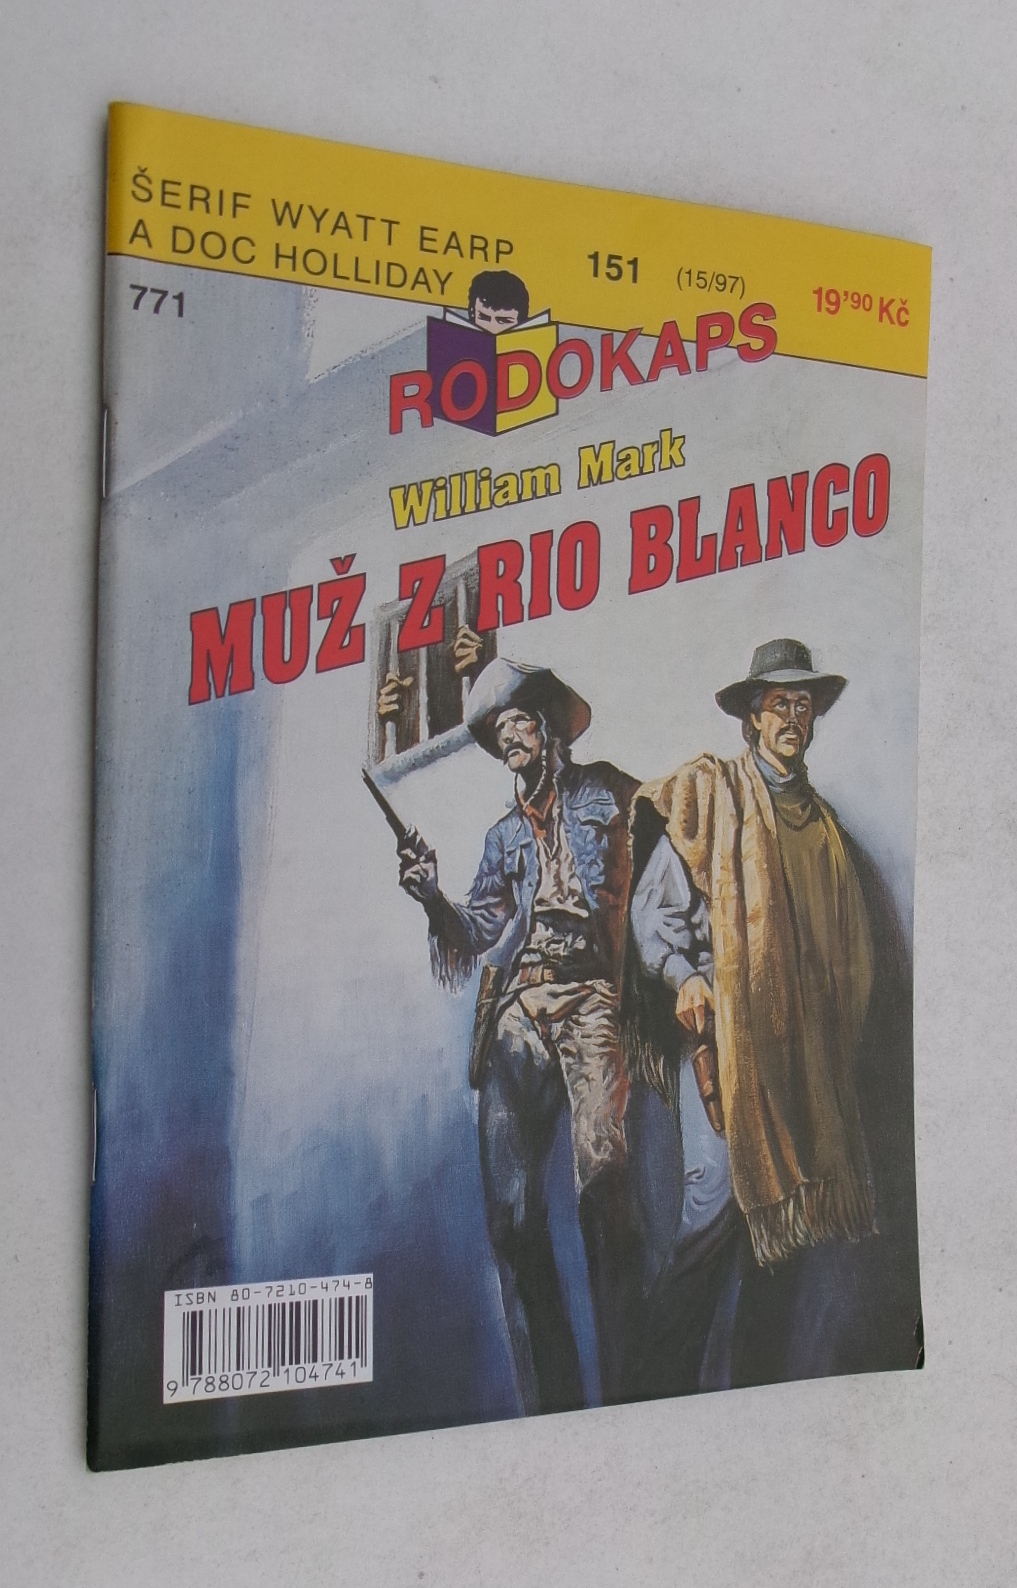 ŠERIF WYATT EARP
A DOC HOLLIDAY
151 (15/97)
19'90 Kč
771
RODOKAPS
William Mark
MUŽ Z RIO BLANCO
ISBN 80-7210-474-8
9 788072 104741